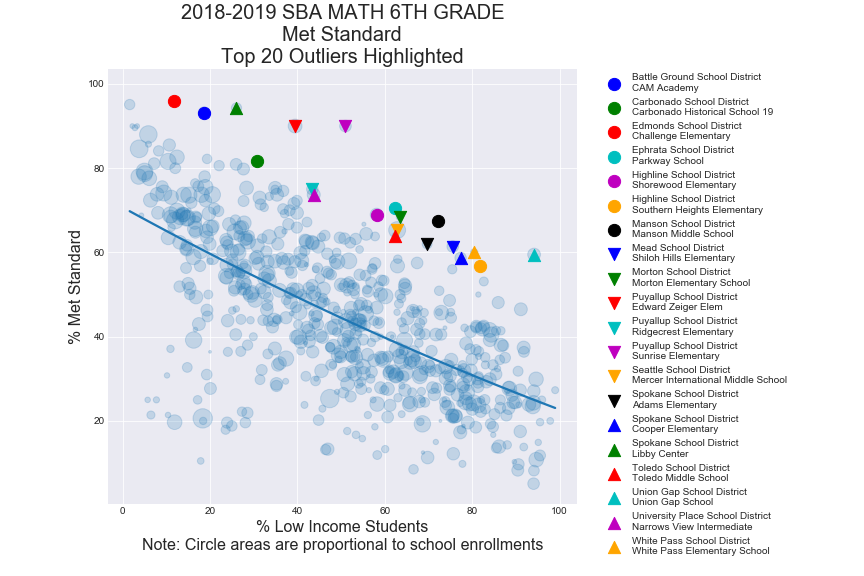 2018-2019 SBA MATH 6TH GRADE
Met Standard
Top 20 Outliers Highlighted
% Met Standard
100
80
60
40
20
0
20
40
60
80
100
% Low Income Students
Note: Circle areas are proportional to school enrollments
Battle Ground School District
CAM Academy
Carbonado School District
Carbonado Historical School 19
Edmonds School District
Challenge Elementary
Ephrata School District
Parkway School
Highline School District
Shorewood Elementary
Highline School District
Southern Heights Elementary
Manson School District
Manson Middle School
Mead School District
Shiloh Hills Elementary
Morton School District
Morton Elementary School
Puyallup School District
Edward Zeiger Elem
Puyallup School District
Ridgecrest Elementary
Puyallup School District
Sunrise Elementary
Seattle School District
Mercer International Middle School
Spokane School District
Adams Elementary
Spokane School District
Cooper Elementary
Spokane School District
Libby Center
Toledo School District
Toledo Middle School
Union Gap School District
Union Gap School
University Place School District
Narrows View Intermediate
White Pass School District
White Pass Elementary School